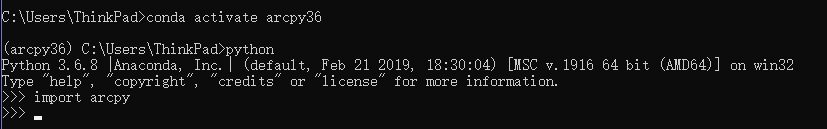 C:\Users\ThinkPad>conda activate arcpy36
(arcpy36) C:\Users\ThinkPad>python
Python 3.6.8 |Anaconda, Inc.| (default, Feb 21 2019, 18:30:04) [MSC v.1916 64 bit (AMD64)] on win32
Type "help", "copyright", "credits" or "license" for more information.
>>> import arcpy
>>> _